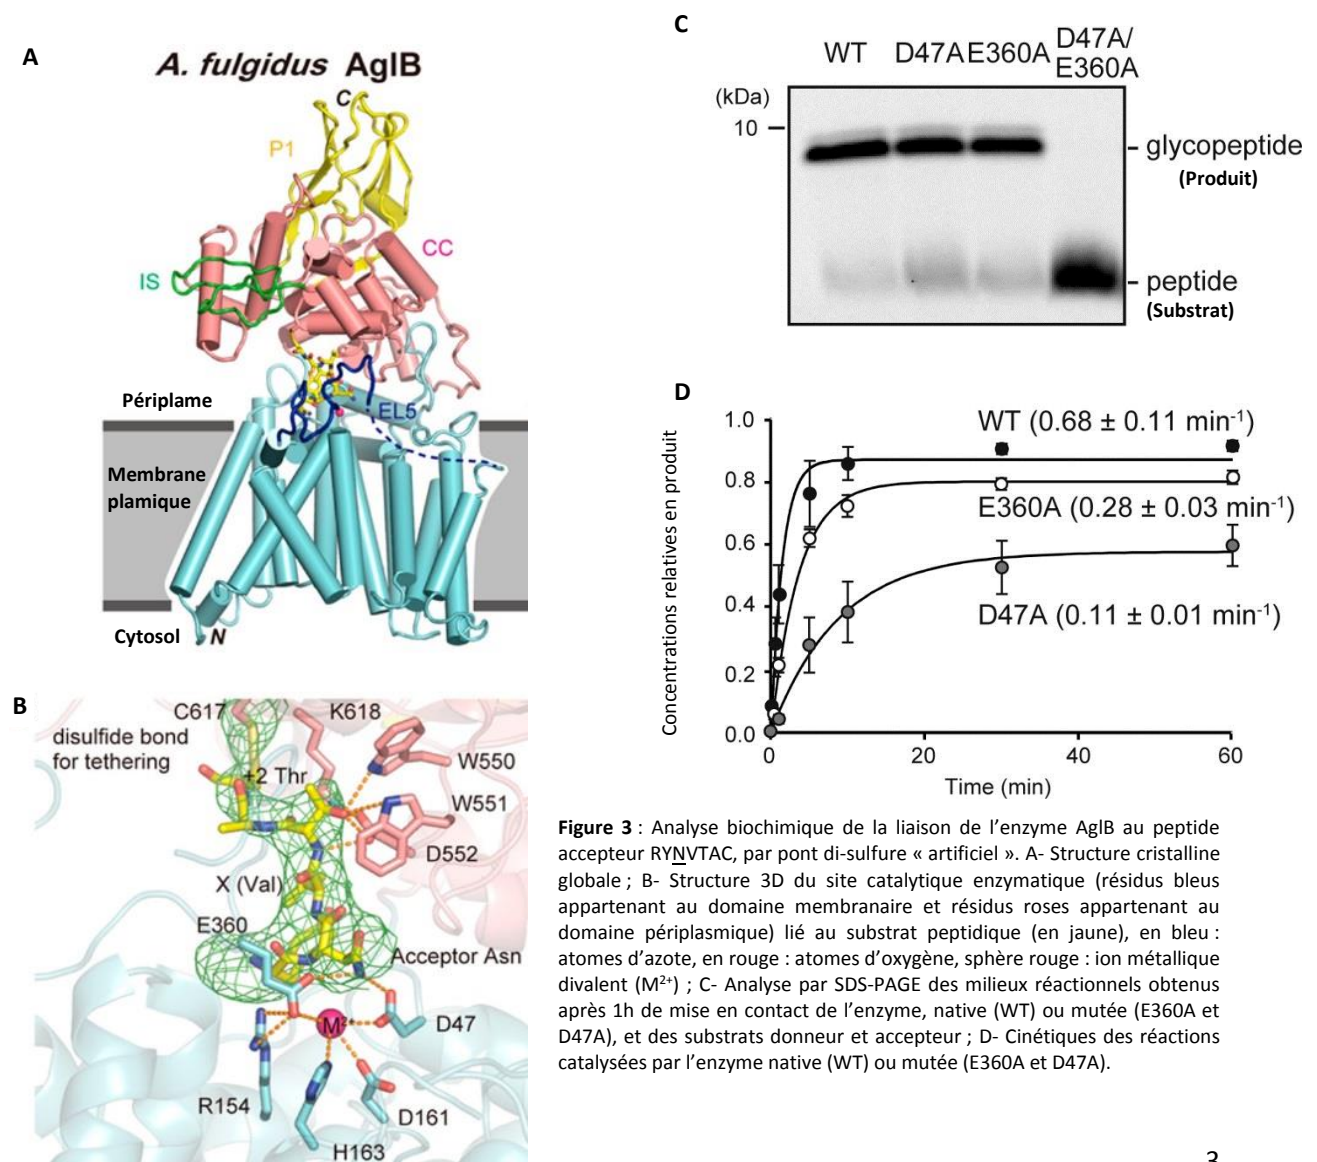 A
A. fulgidus AglB
C
P1
CC
IS
EL5
Périplame
Membrane
plamique
Cytosol
N
B
C617
K618
disulfide bond
for tethering
+2 Thr
W550
W551
D552
X (Val)
E360
Acceptor Asn
M2+
D47
R154
D161
H163
C
WT D47A E360A D47A/
E360A
(kDa)
10
glycopeptide
(Produit)
peptide
(Substrat)
D
Concentrations relatives en produit
1.0
0.8
0.6
0.4
0.2
0.0
WT (0.68 ± 0.11 min-1)
E360A (0.28 ± 0.03 min-1)
D47A (0.11 ± 0.01 min-1)
0 20 40 60
Time (min)
Figure 3 : Analyse biochimique de la liaison de l’enzyme AglB au peptide
accepteur RYNVTAC, par pont di-sulfure « artificiel ». A- Structure cristalline
globale ; B- Structure 3D du site catalytique enzymatique (résidus bleus
appartenant au domaine membranaire et résidus roses appartenant au
domaine périplasmique) lié au substrat peptidique (en jaune), en bleu :
atomes d’azote, en rouge : atomes d’oxygène, sphère rouge : ion métallique
divalent (M2+) ; C- Analyse par SDS-PAGE des milieux réactionnels obtenus
après 1h de mise en contact de l’enzyme, native (WT) ou mutée (E360A et
D47A), et des substrats donneur et accepteur ; D- Cinétiques des réactions
catalysées par l’enzyme native (WT) ou mutée (E360A et D47A).
3